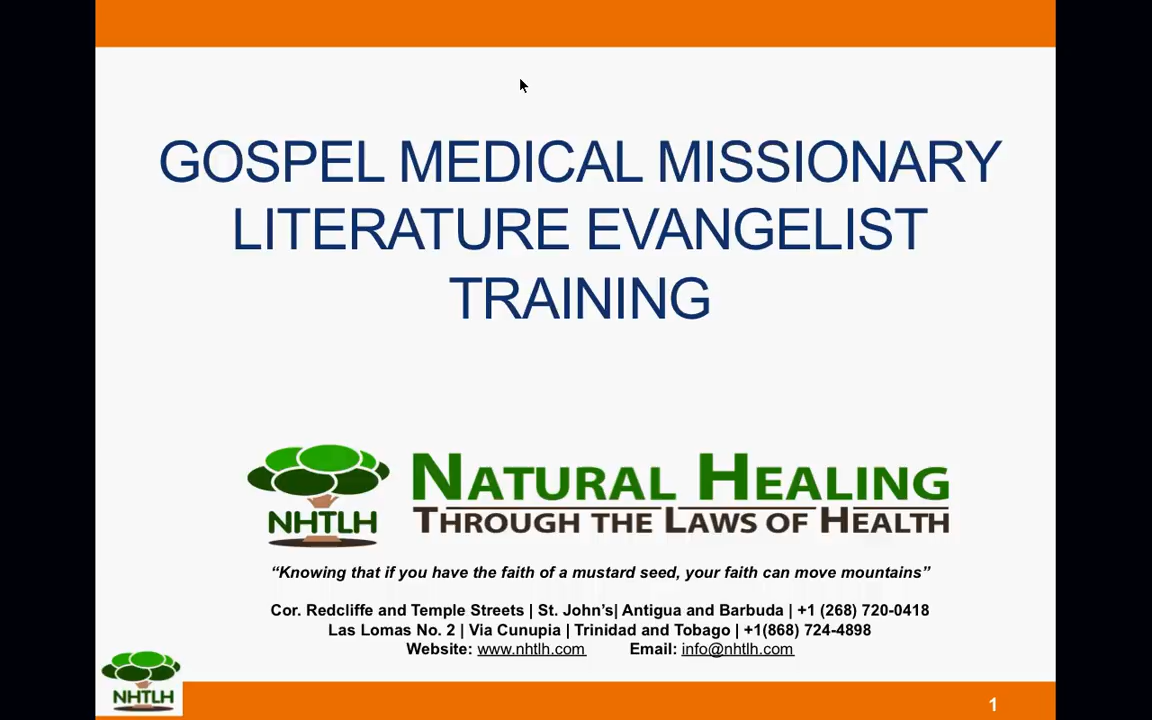 GOSPEL MEDICAL MISSIONARY
LITERATURE EVANGELIST
TRAINING
NHTLH
NATURAL HEALING
THROUGH THE LAWS OF HEALTH
“Knowing that if you have the faith of a mustard seed, your faith can move mountains”
Cor. Redcliffe and Temple Streets | St. John’s| Antigua and Barbuda | +1 (268) 720-0418
Las Lomas No. 2 | Via Cunupia | Trinidad and Tobago | +1(868) 724-4898
Website: www.nhtlh.com Email: info@nhtlh.com
NHTLH
1